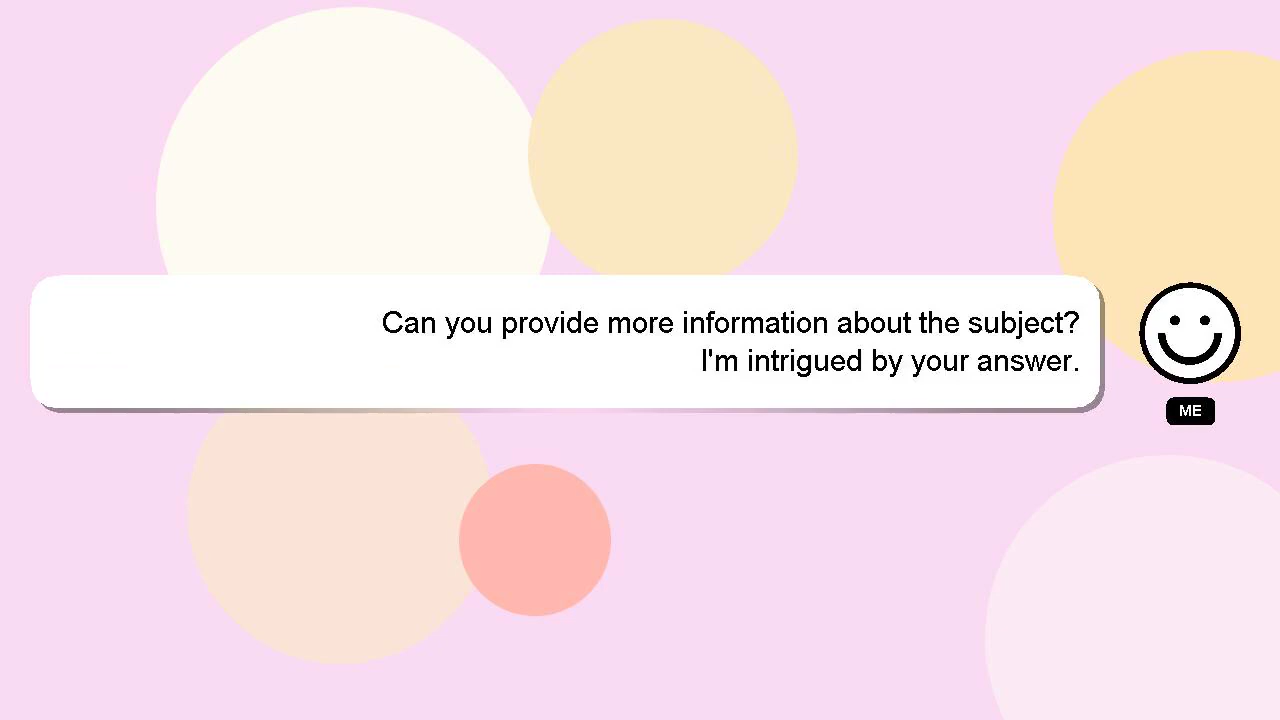 Can you provide more information about the subject?
I'm intrigued by your answer.
ME